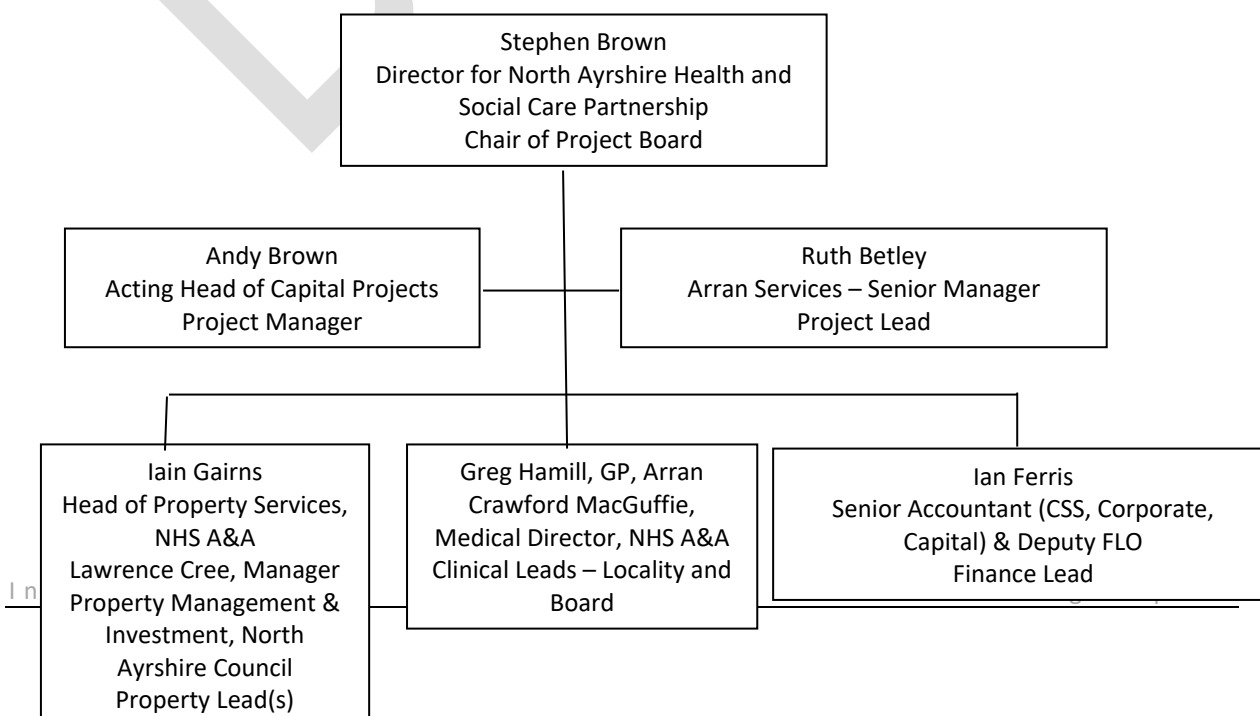 Stephen Brown
Director for North Ayrshire Health and
Social Care Partnership
Chair of Project Board
Andy Brown
Acting Head of Capital Projects
Project Manager
Ruth Betley
Arran Services – Senior Manager
Project Lead
Iain Gairns
Head of Property Services,
NHS A&A
Lawrence Cree, Manager
Property Management &
Investment, North
Ayrshire Council
Property Lead(s)
Greg Hamill, GP, Arran
Crawford MacGuffie,
Medical Director, NHS A&A
Clinical Leads – Locality and
Board
Ian Ferris
Senior Accountant (CSS, Corporate,
Capital) & Deputy FLO
Finance Lead